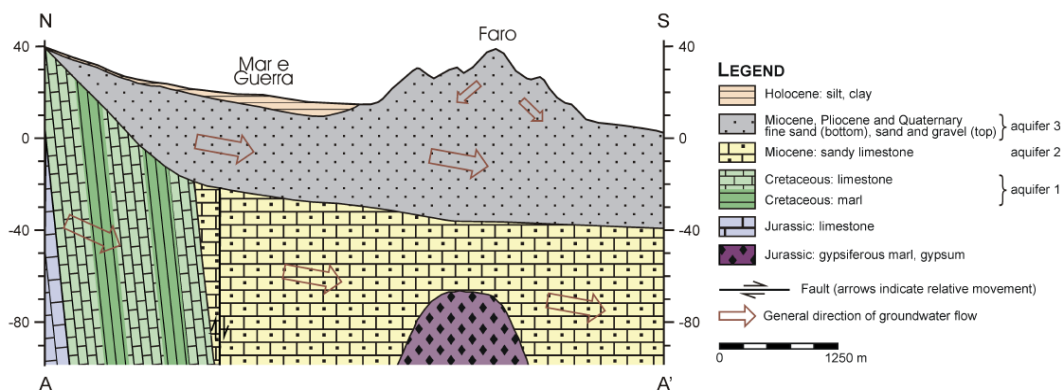 N
S
40
0
-40
-80
Mar e
Guerra
Faro
40
0
-40
-80
A
A'
LEGEND
Holocene: silt, clay
Miocene, Pliocene and Quaternary
fine sand (bottom), sand and gravel (top)
aquifer 3
Miocene: sandy limestone
aquifer 2
Cretaceous: limestone
Cretaceous: marl
aquifer 1
Jurassic: limestone
Jurassic: gypsiferous marl, gypsum
Fault (arrows indicate relative movement)
General direction of groundwater flow
0
1250 m